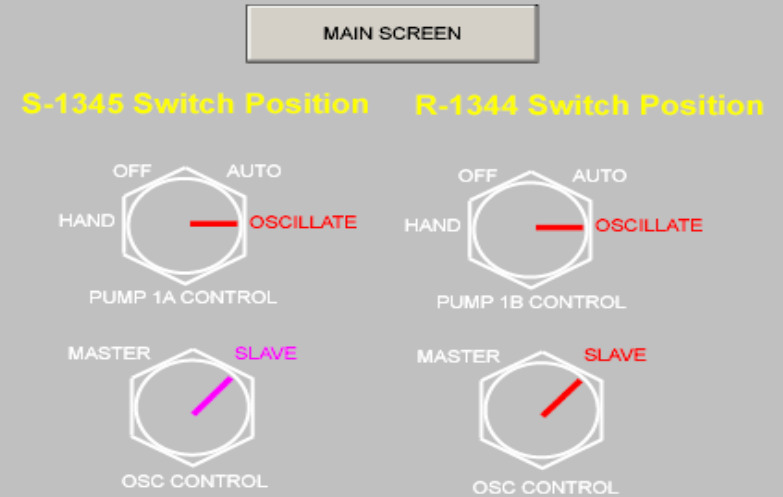 MAIN SCREEN
S-1345 Switch Position
R-1344 Switch Position
OFF AUTO
HAND OSCILLATE
PUMP 1A CONTROL
OFF AUTO
HAND OSCILLATE
PUMP 1B CONTROL
MASTER SLAVE
OSC CONTROL
MASTER SLAVE
OSC CONTROL